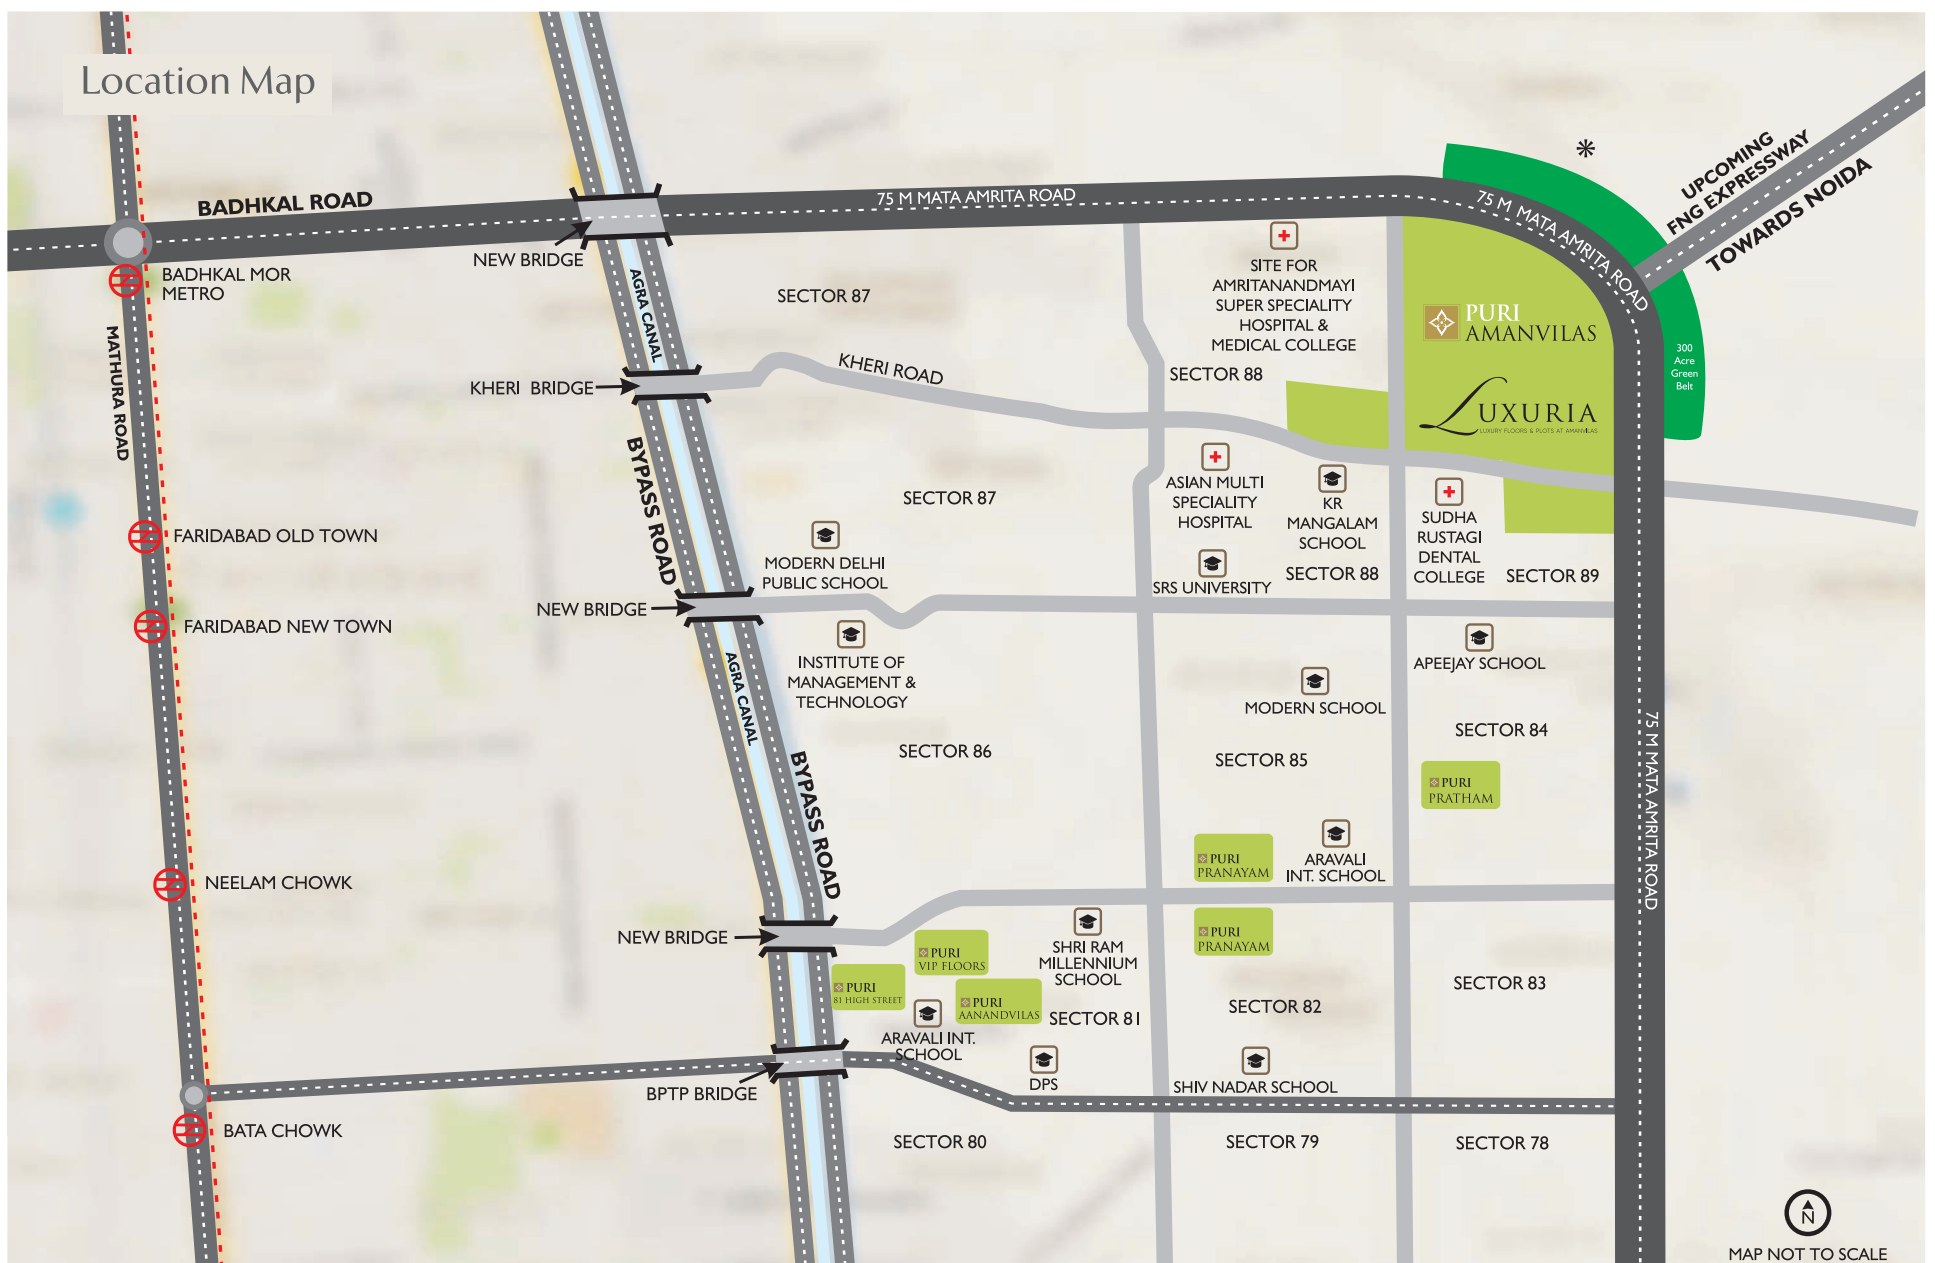 Location Map
BADHKAL ROAD
75 M MATA AMRITA ROAD
75 M MATA AMRITA ROAD
UPCOMING
FNG EXPRESSWAY
TOWARDS NOIDA
NEW BRIDGE
BADHKAL MOR
METRO
MATHURA ROAD
AGRA CANAL
SECTOR 87
SITE FOR
AMRITANANDMAYI
SUPER SPECIALITY
HOSPITAL &
MEDICAL COLLEGE
SECTOR 88
PURI
AMANVILAS
LUXURIA
LUXURY FLOORS & PLOTS AT AMANVILAS
300
Acre
Green
Belt
KHERI BRIDGE
KHERI ROAD
BYPASS ROAD
SECTOR 87
ASIAN MULTI
SPECIALITY
HOSPITAL
KR
MANGALAM
SCHOOL
SUDHA
RUSTAGI
DENTAL
COLLEGE
FARIDABAD OLD TOWN
MODERN DELHI
PUBLIC SCHOOL
SRS UNIVERSITY
SECTOR 88
SECTOR 89
NEW BRIDGE
FARIDABAD NEW TOWN
INSTITUTE OF
MANAGEMENT &
TECHNOLOGY
AGRA CANAL
APEEJAY SCHOOL
MODERN SCHOOL
SECTOR 84
SECTOR 86
SECTOR 85
75 M MATA AMRITA ROAD
BYPASS ROAD
PURI
PRATHAM
PURI
PRANAYAM
ARAVALI
INT. SCHOOL
NEELAM CHOWK
NEW BRIDGE
PURI
VIP FLOORS
SHRI RAM
MILLENNIUM
SCHOOL
PURI
PRANAYAM
PURI
81 HIGH STREET
PURI
AANANDVILAS
SECTOR 81
SECTOR 82
SECTOR 83
ARAVALI INT.
SCHOOL
DPS
SHIV NADAR SCHOOL
BPTP BRIDGE
BATA CHOWK
SECTOR 80
SECTOR 79
SECTOR 78
N
MAP NOT TO SCALE